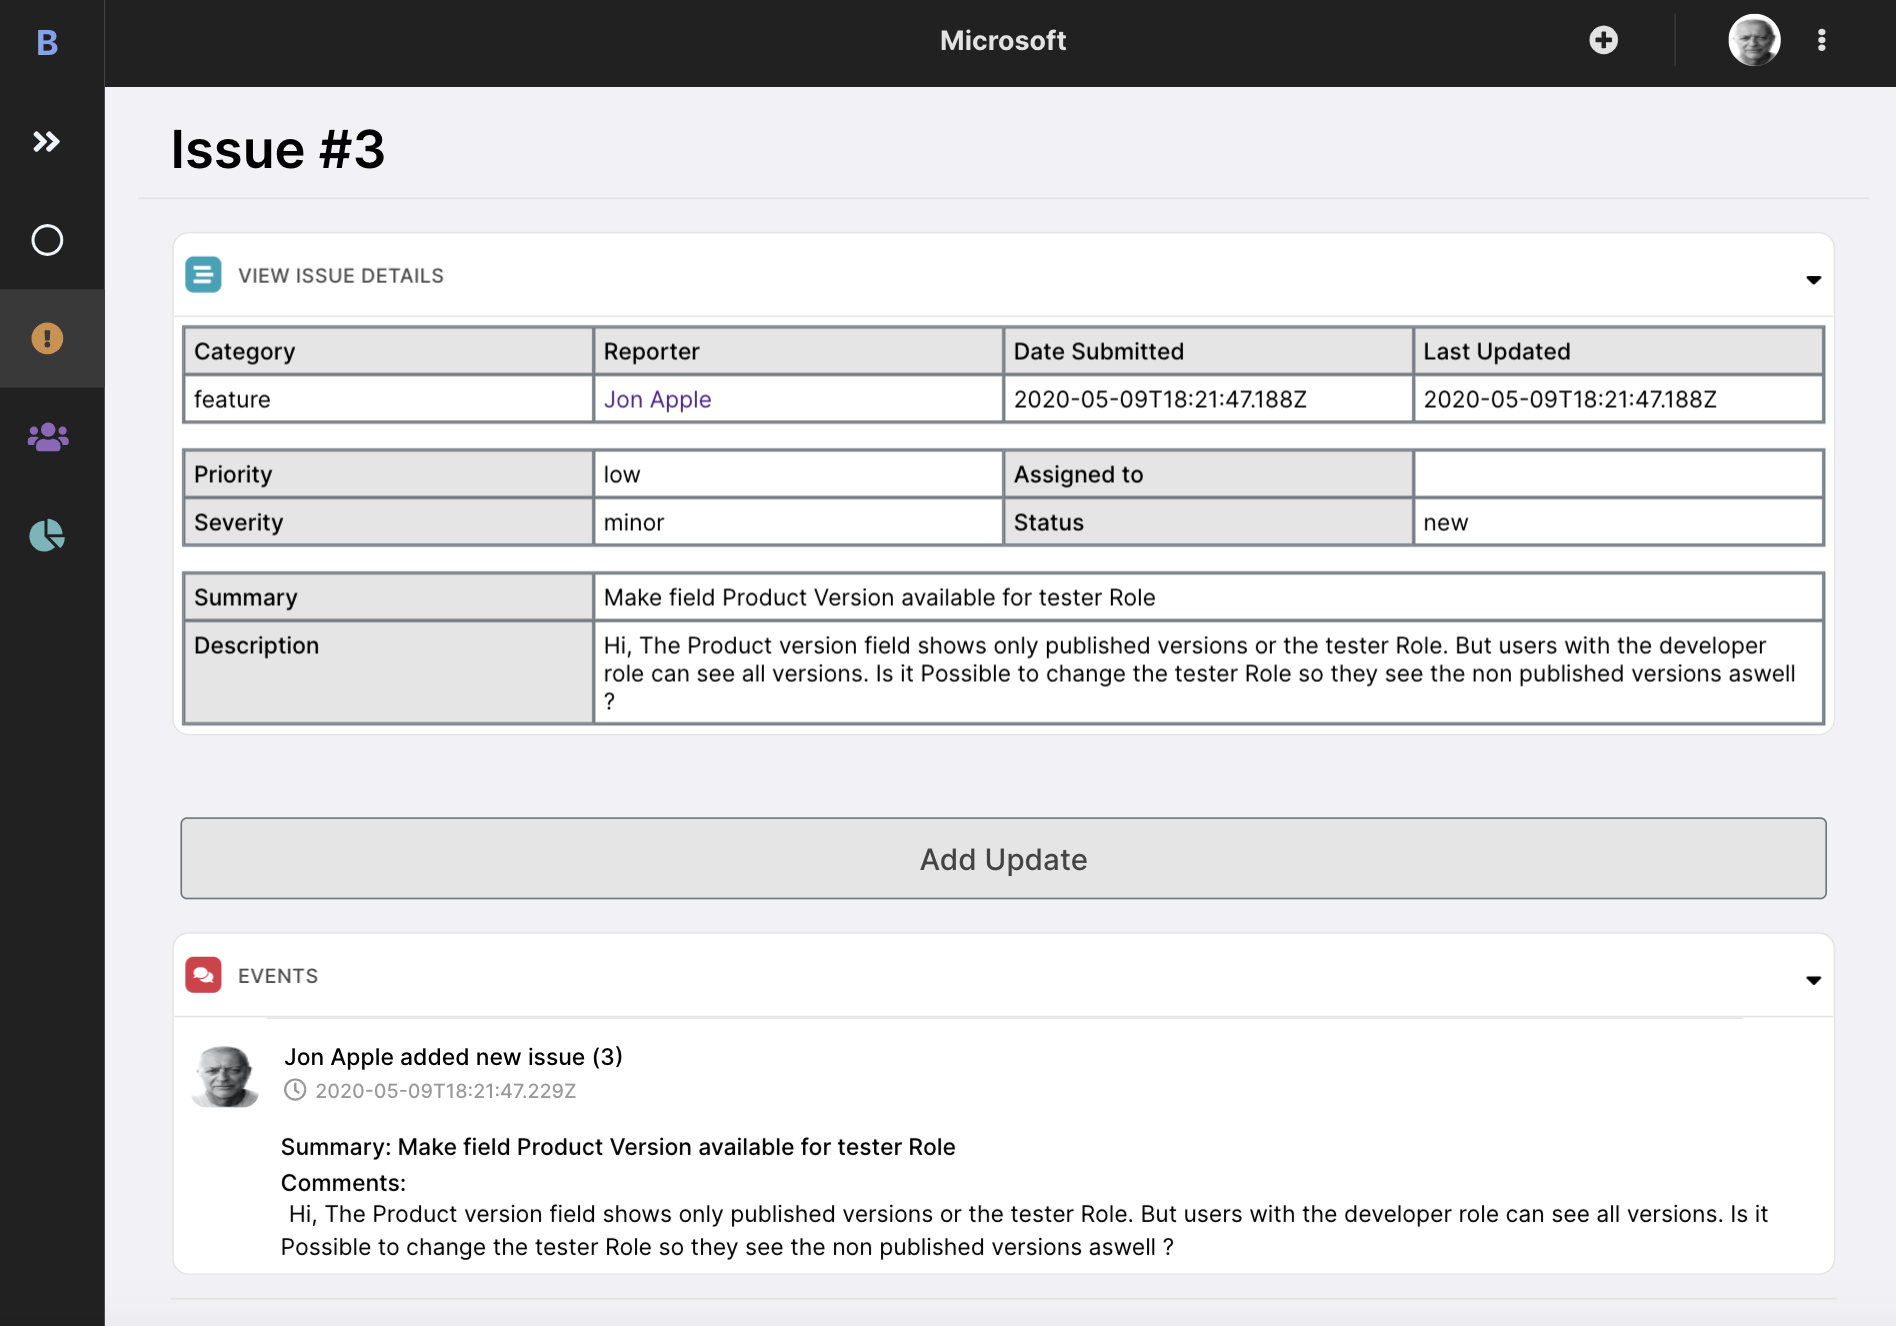 B
Microsoft
Issue #3
VIEW ISSUE DETAILS
Category Reporter Date Submitted Last Updated
feature Jon Apple 2020-05-09T18:21:47.188Z 2020-05-09T18:21:47.188Z
Priority low Assigned to
Severity minor Status new
Summary Make field Product Version available for tester Role
Description Hi, The Product version field shows only published versions or the tester Role. But users with the developer
role can see all versions. Is it Possible to change the tester Role so they see the non published versions aswell
?
Add Update
EVENTS
Jon Apple added new issue (3)
2020-05-09T18:21:47.229Z
Summary: Make field Product Version available for tester Role
Comments:
Hi, The Product version field shows only published versions or the tester Role. But users with the developer role can see all versions. Is it
Possible to change the tester Role so they see the non published versions aswell ?